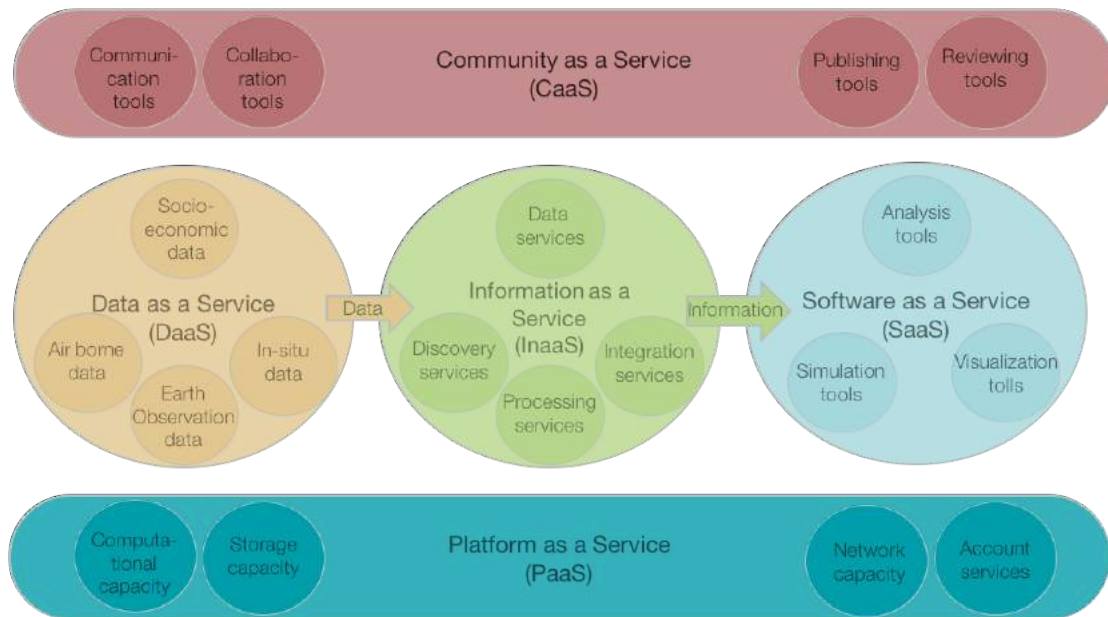 Communi-
cation
tools
Collabo-
ration
tools
Community as a Service
(CaaS)
Publishing
tools
Reviewing
tools
Socio-
economic
data
Data as a Service
(DaaS)
Air borne
data
In-situ
data
Earth
Observation
data
Data
Data
services
Information as a
Service
(InaaS)
Discovery
services
Integration
services
Processing
services
Information
Analysis
tools
Software as a Service
(SaaS)
Simulation
tools
Visualization
tolls
Computa-
tional
capacity
Storage
capacity
Platform as a Service
(PaaS)
Network
capacity
Account
services